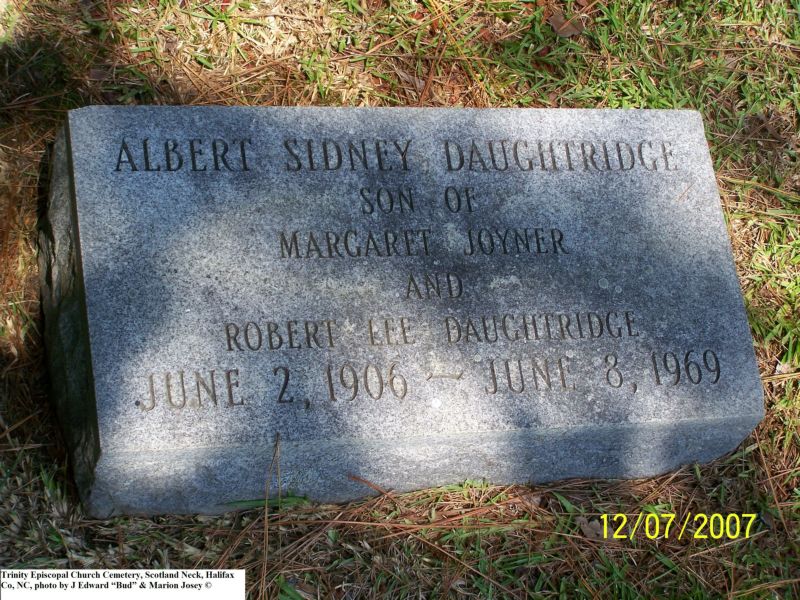 ALBERT SIDNEY DAUGHTRIDGE
SON OF
MARGARET JOYNER
AND
ROBERT LEE DAUGHTRIDGE
JUNE 2, 1906 — JUNE 8, 1969
12/07/2007
Trinity Episcopal Church Cemetery, Scotland Neck, Halifax
Co, NC, photo by J Edward “Bud” & Marion Josey ©